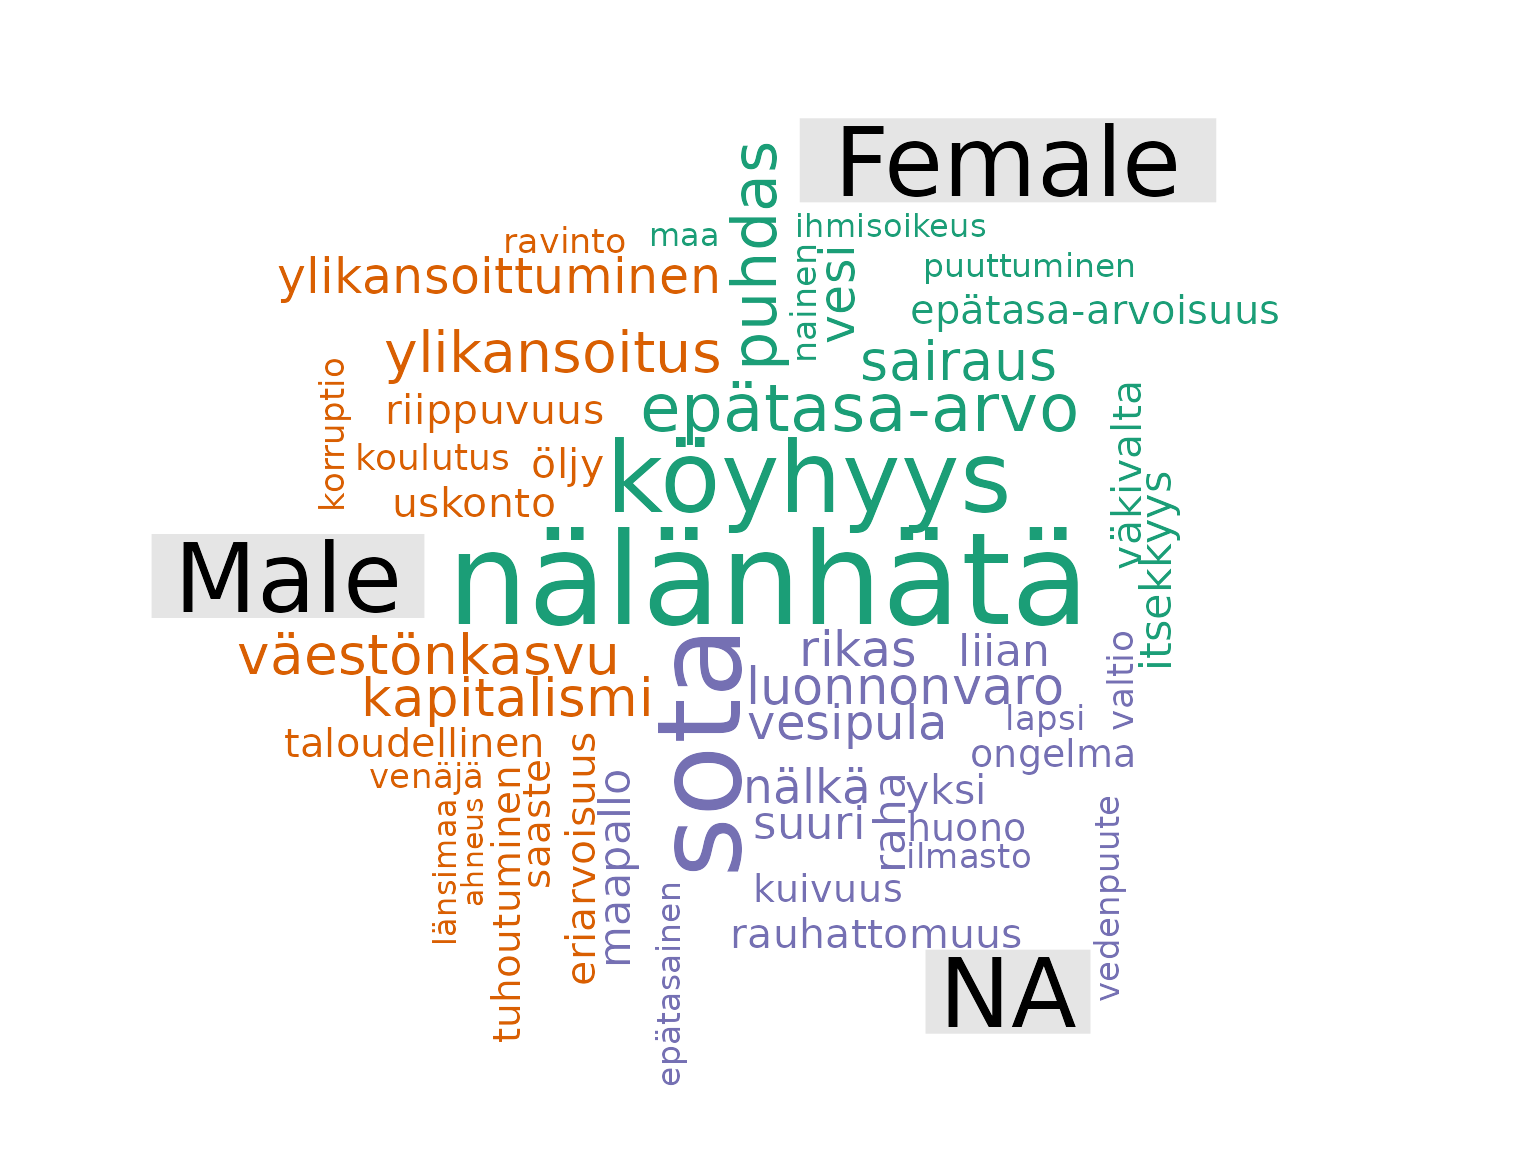 Female
puhdas
ihmisoikeus
ravinto
maa
nainen
vesi
puuttuminen
ylikansoittuminen
epätasa-arvoisuus
ylikansoitus
sairaus
korruptio
riippuvuus
epätasa-arvo
väkivalta
koulutus
öljy
köyhyys
uskonto
itsekkyys
Male
nälänhätä
väestönkasvu
sota
rikas
liian
valtio
kapitalismi
luonnonvaro
vesipula
lapsi
taloudellinen
ongelma
venäjä
tuhoutuminen
saaste
eriarvoisuus
maapallo
nälkä
raha
yksi
länsimaa
ahneus
suuri
huono
ilmasto
vedenpuute
kuivuus
epätasainen
rauhattomuus
NA